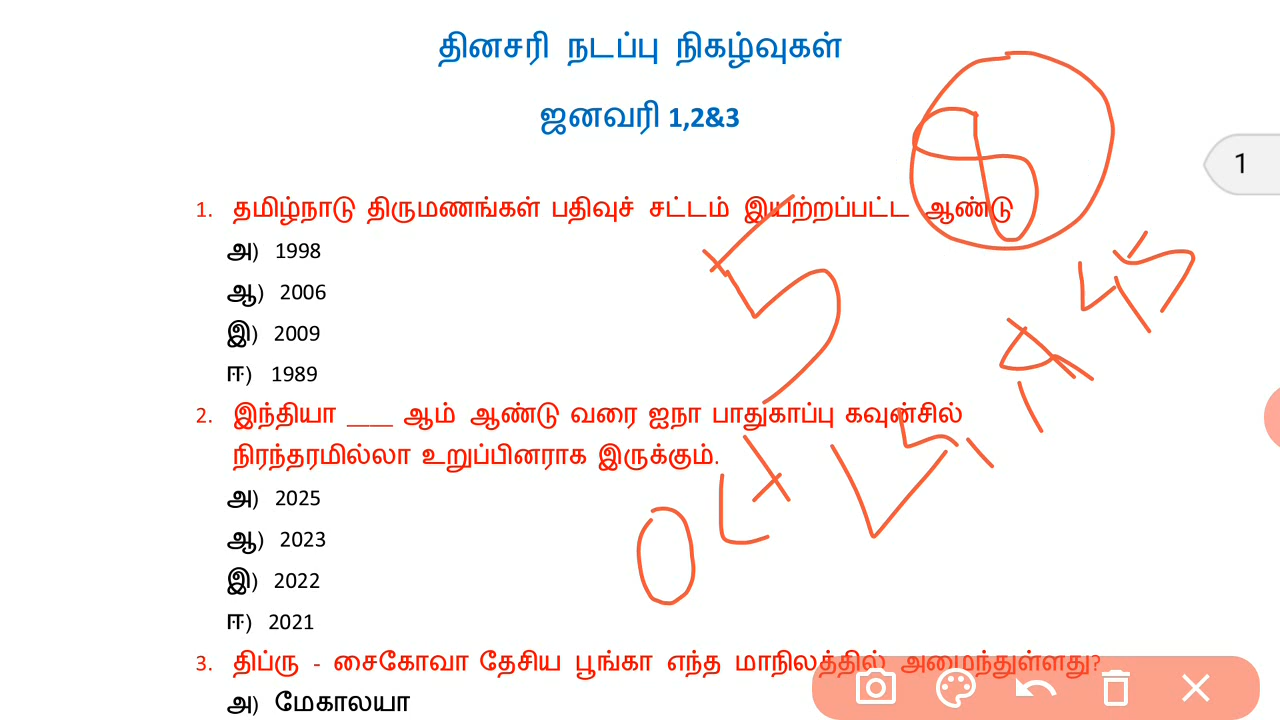 தினசரி நடப்பு நிகழ்வுகள்
ஜனவரி 1,2&3
1. தமிழ்நாடு திருமணங்கள் பதிவுச் சட்டம் இயற்றப்பட்ட ஆண்டு
அ) 1998
ஆ) 2006
இ) 2009
ஈ) 1989
2. இந்தியா ____ ஆம் ஆண்டு வரை ஐநா பாதுகாப்பு கவுன்சில்
நிரந்தரமில்லா உறுப்பினராக இருக்கும்.
அ) 2025
ஆ) 2023
இ) 2022
ஈ) 2021
3. திப்ரு - சைகோவா தேசிய பூங்கா எந்த மாநிலத்தில் அமைந்துள்ளது?
அ) மேகாலயா
1